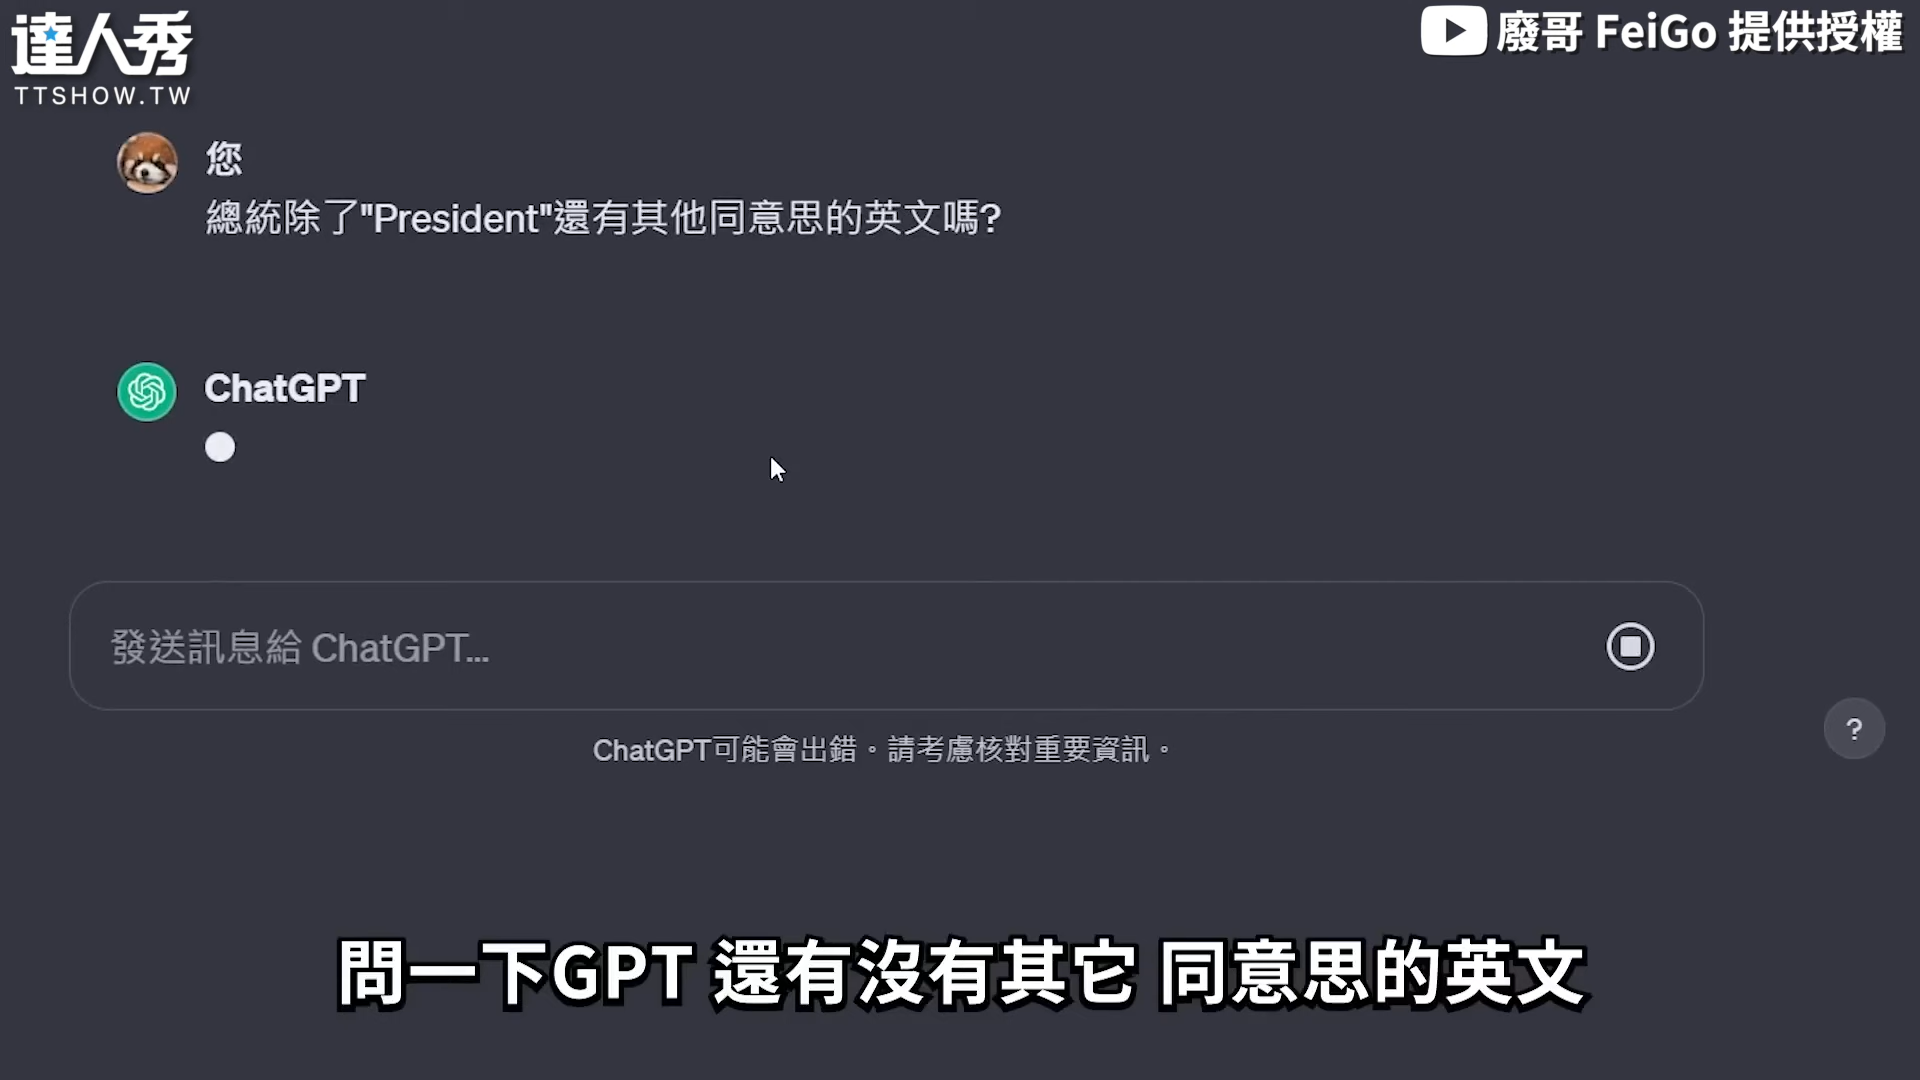 達人秀
TTSHOW.TW
廢哥 FeiGo 提供授權
您
總統除了"President"還有其他同意思的英文嗎?
ChatGPT
發送訊息給 ChatGPT...
?
ChatGPT可能會出錯。請考慮核對重要資訊。
問一下GPT 還有沒有其它 同意思的英文